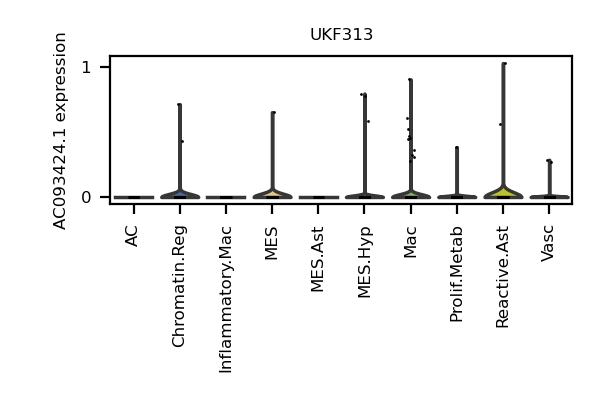 UKF313
AC093424.1 expression
1
0
AC
Chromatin.Reg
Inflammatory.Mac
MES
MES.Ast
MES.Hyp
Mac
Prolif.Metab
Reactive.Ast
Vasc